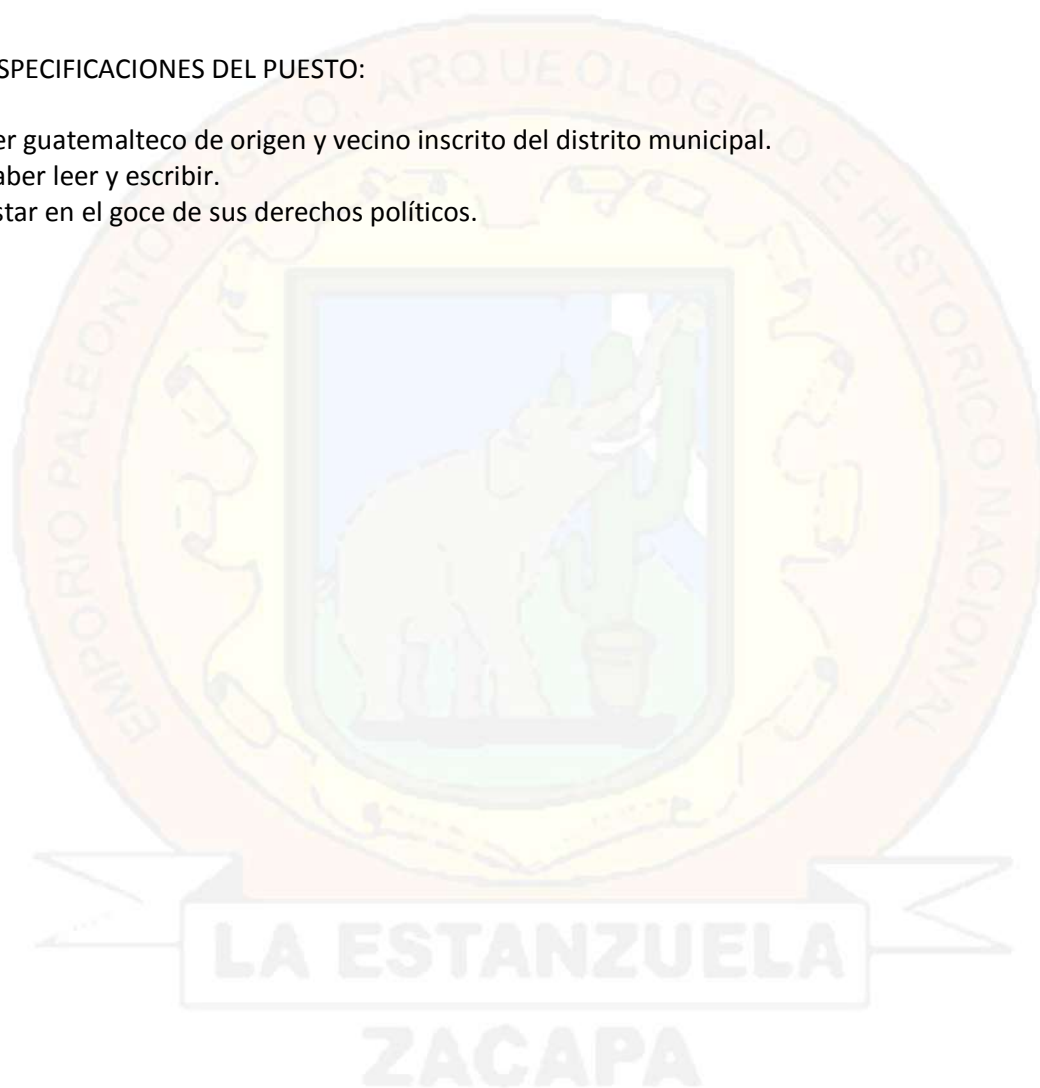 SPECIFICACIONES DEL PUESTO:
er guatemalteco de origen y vecino inscrito del distrito municipal.
aber leer y escribir.
star en el goce de sus derechos políticos.
EMPORIO PALEONTOLOGICO, ARQUEOLOGICO E HISTORICO NACIONAL
LA ESTANZUELA
ZACAPA